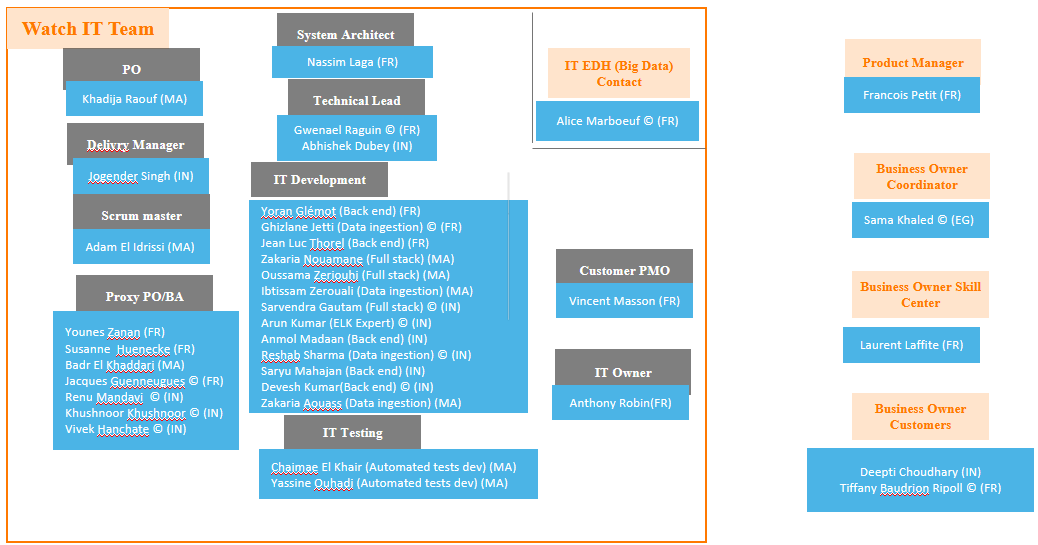 Watch IT Team
PO
Khadija Raouf (MA)
Delivry Manager
Jogender Singh (IN)
Scrum master
Adam El Idrissi (MA)
Proxy PO/BA
Younes Zanan (FR)
Susanne  Huenecke (FR)
Badr El Khaddari (MA)
Jacques Guenneugues © (FR)
Renu Mandavi  © (IN)
Khushnoor Khushnoor © (IN)
Vivek Hanchate © (IN)
System Architect
Nassim Laga (FR)
Technical Lead
Gwenael Raguin © (FR)
Abhishek Dubey (IN)
IT Development
Yoran Glémot (Back end) (FR)
Ghizlane Jetti (Data ingestion) © (FR)
Jean Luc Thorel (Back end) (FR)
Zakaria Nouamane (Full stack) (MA)
Oussama Zeriouhi (Full stack) (MA)
Ibtissam Zerouali (Data ingestion) (MA)
Sarvendra Gautam (Full stack) © (IN)
Arun Kumar (ELK Expert) © (IN)
Anmol Madaan (Back end) (IN)
Reshab Sharma (Data ingestion) © (IN)
Saryu Mahajan (Back end) (IN)
Devesh Kumar(Back end) © (IN)
Zakaria Aouass (Data ingestion) (MA)
IT Testing
Chaimae El Khair (Automated tests dev) (MA)
Yassine Ouhadi (Automated tests dev) (MA)
IT EDH (Big Data)
Contact
Alice Marboeuf © (FR)
Customer PMO
Vincent Masson (FR)
IT Owner
Anthony Robin(FR)
Product Manager
Francois Petit (FR)
Business Owner
Coordinator
Sama Khaled © (EG)
Business Owner Skill
Center
Laurent Laffite (FR)
Business Owner
Customers
Deepti Choudhary (IN)
Tiffany Baudrion Ripoll © (FR)